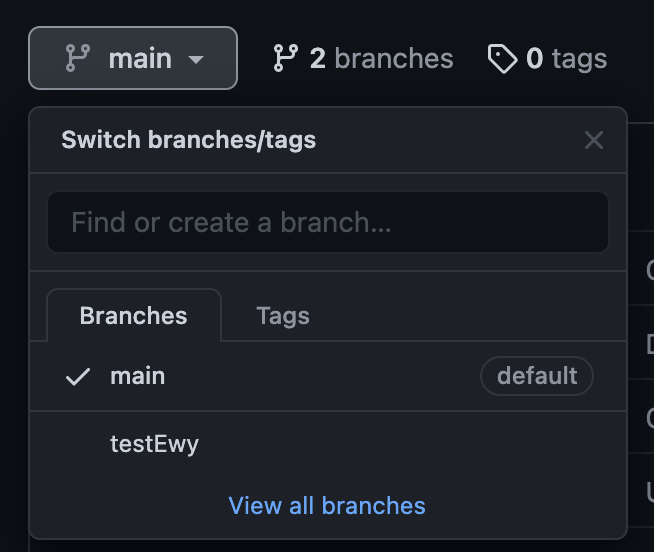 main 2 branches 0 tags
Switch branches/tags
Find or create a branch...
Branches Tags
main default
testEwy
View all branches